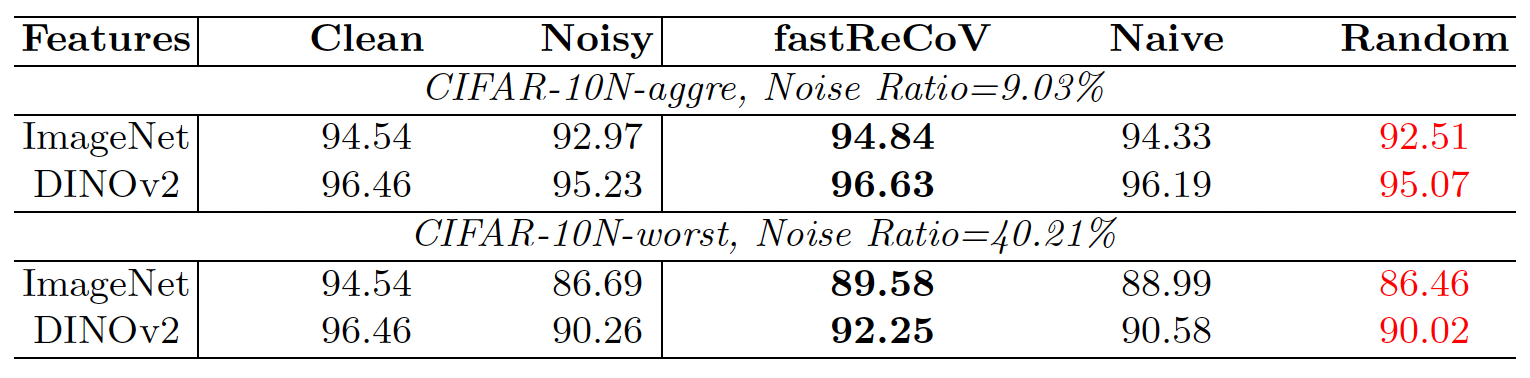 Features Clean Noisy fastReCoV Naive Random
CIFAR-10N-aggre, Noise Ratio=9.03%
ImageNet 94.54 92.97 94.84 94.33 92.51
DINOv2 96.46 95.23 96.63 96.19 95.07
CIFAR-10N-worst, Noise Ratio=40.21%
ImageNet 94.54 86.69 89.58 88.99 86.46
DINOv2 96.46 90.26 92.25 90.58 90.02